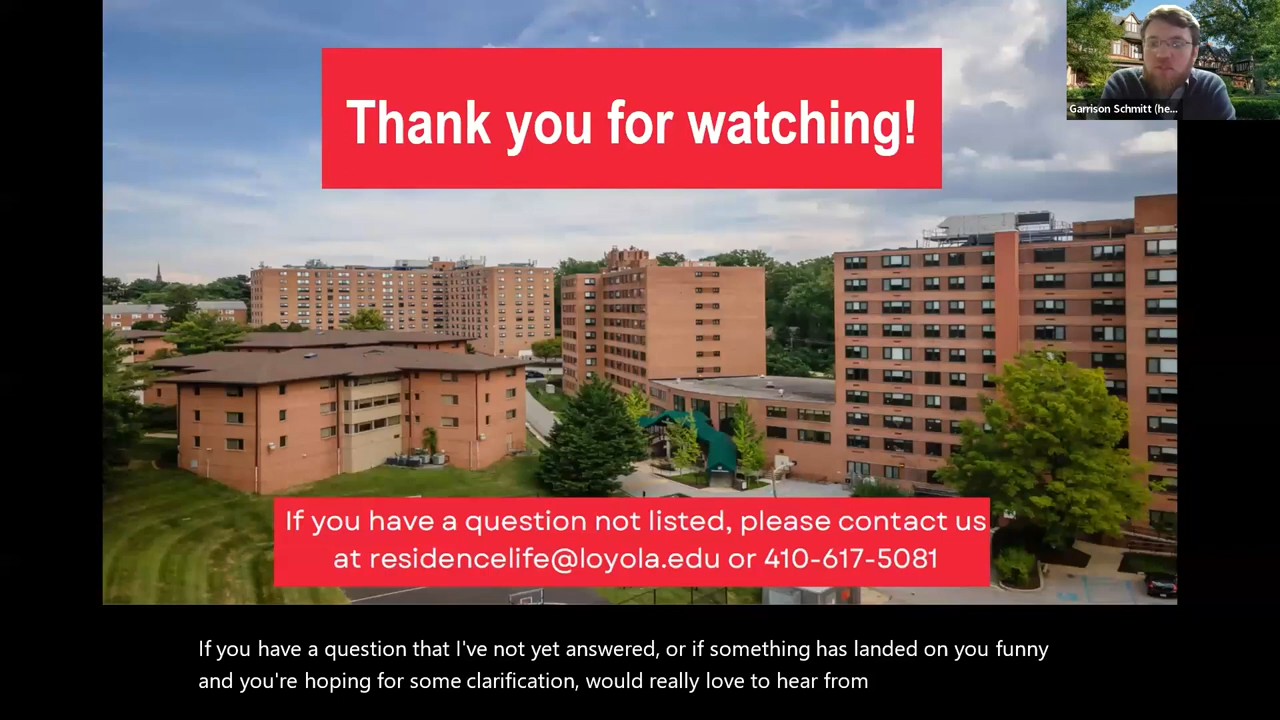 Thank you for watching!
Garrison Schmitt (he...
If you have a question not listed, please contact us
at residencelife@loyola.edu or 410-617-5081
If you have a question that I've not yet answered, or if something has landed on you funny
and you're hoping for some clarification, would really love to hear from